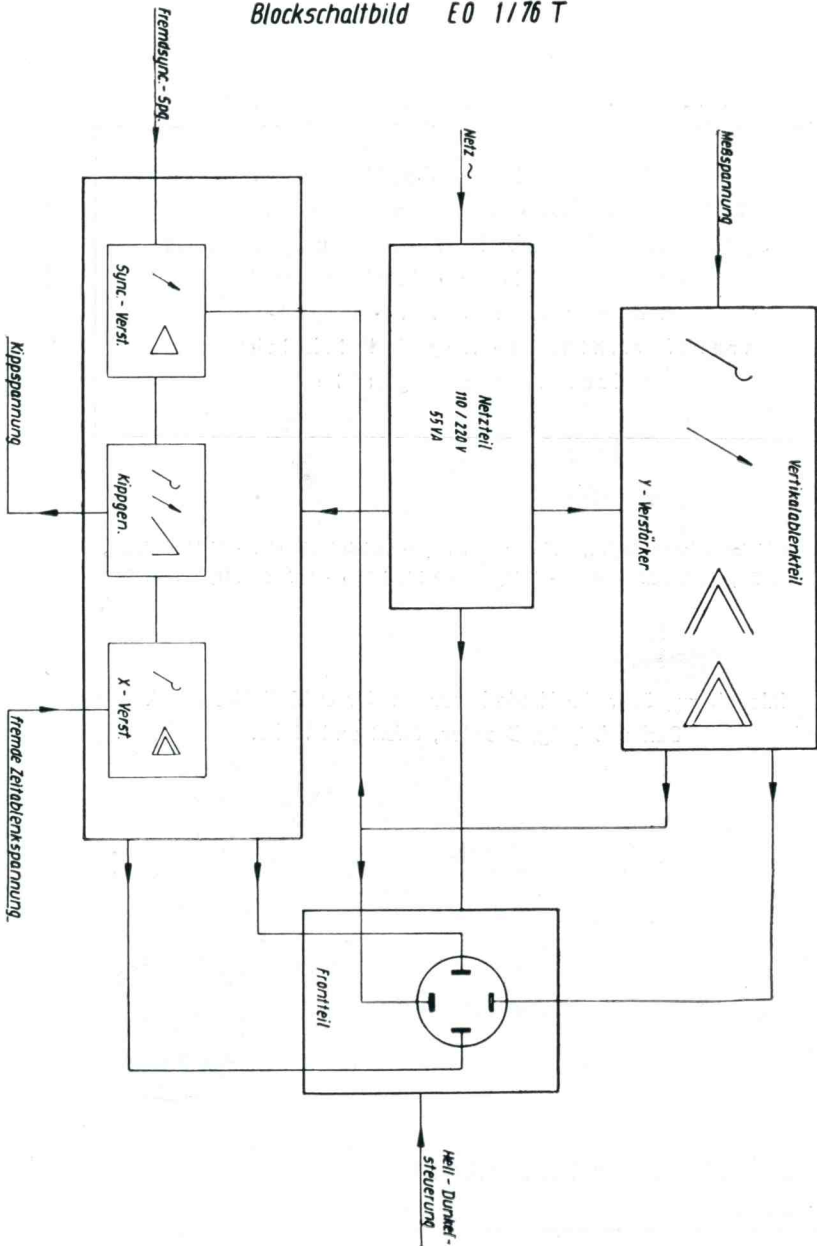 Blockschaltbild EO 1/76 T
Meßspannung
Vertikalablenkteil
Y - Verstärker
Netz ~
Netzteil
110 / 220 V
55 VA
Fremdsync.- Spg.
Sync.- Verst.
Kippgen.
X - Verst.
Kippspannung
fremde Zeitablenkspannung
Frontteil
Hell - Dunkel -
steuerung